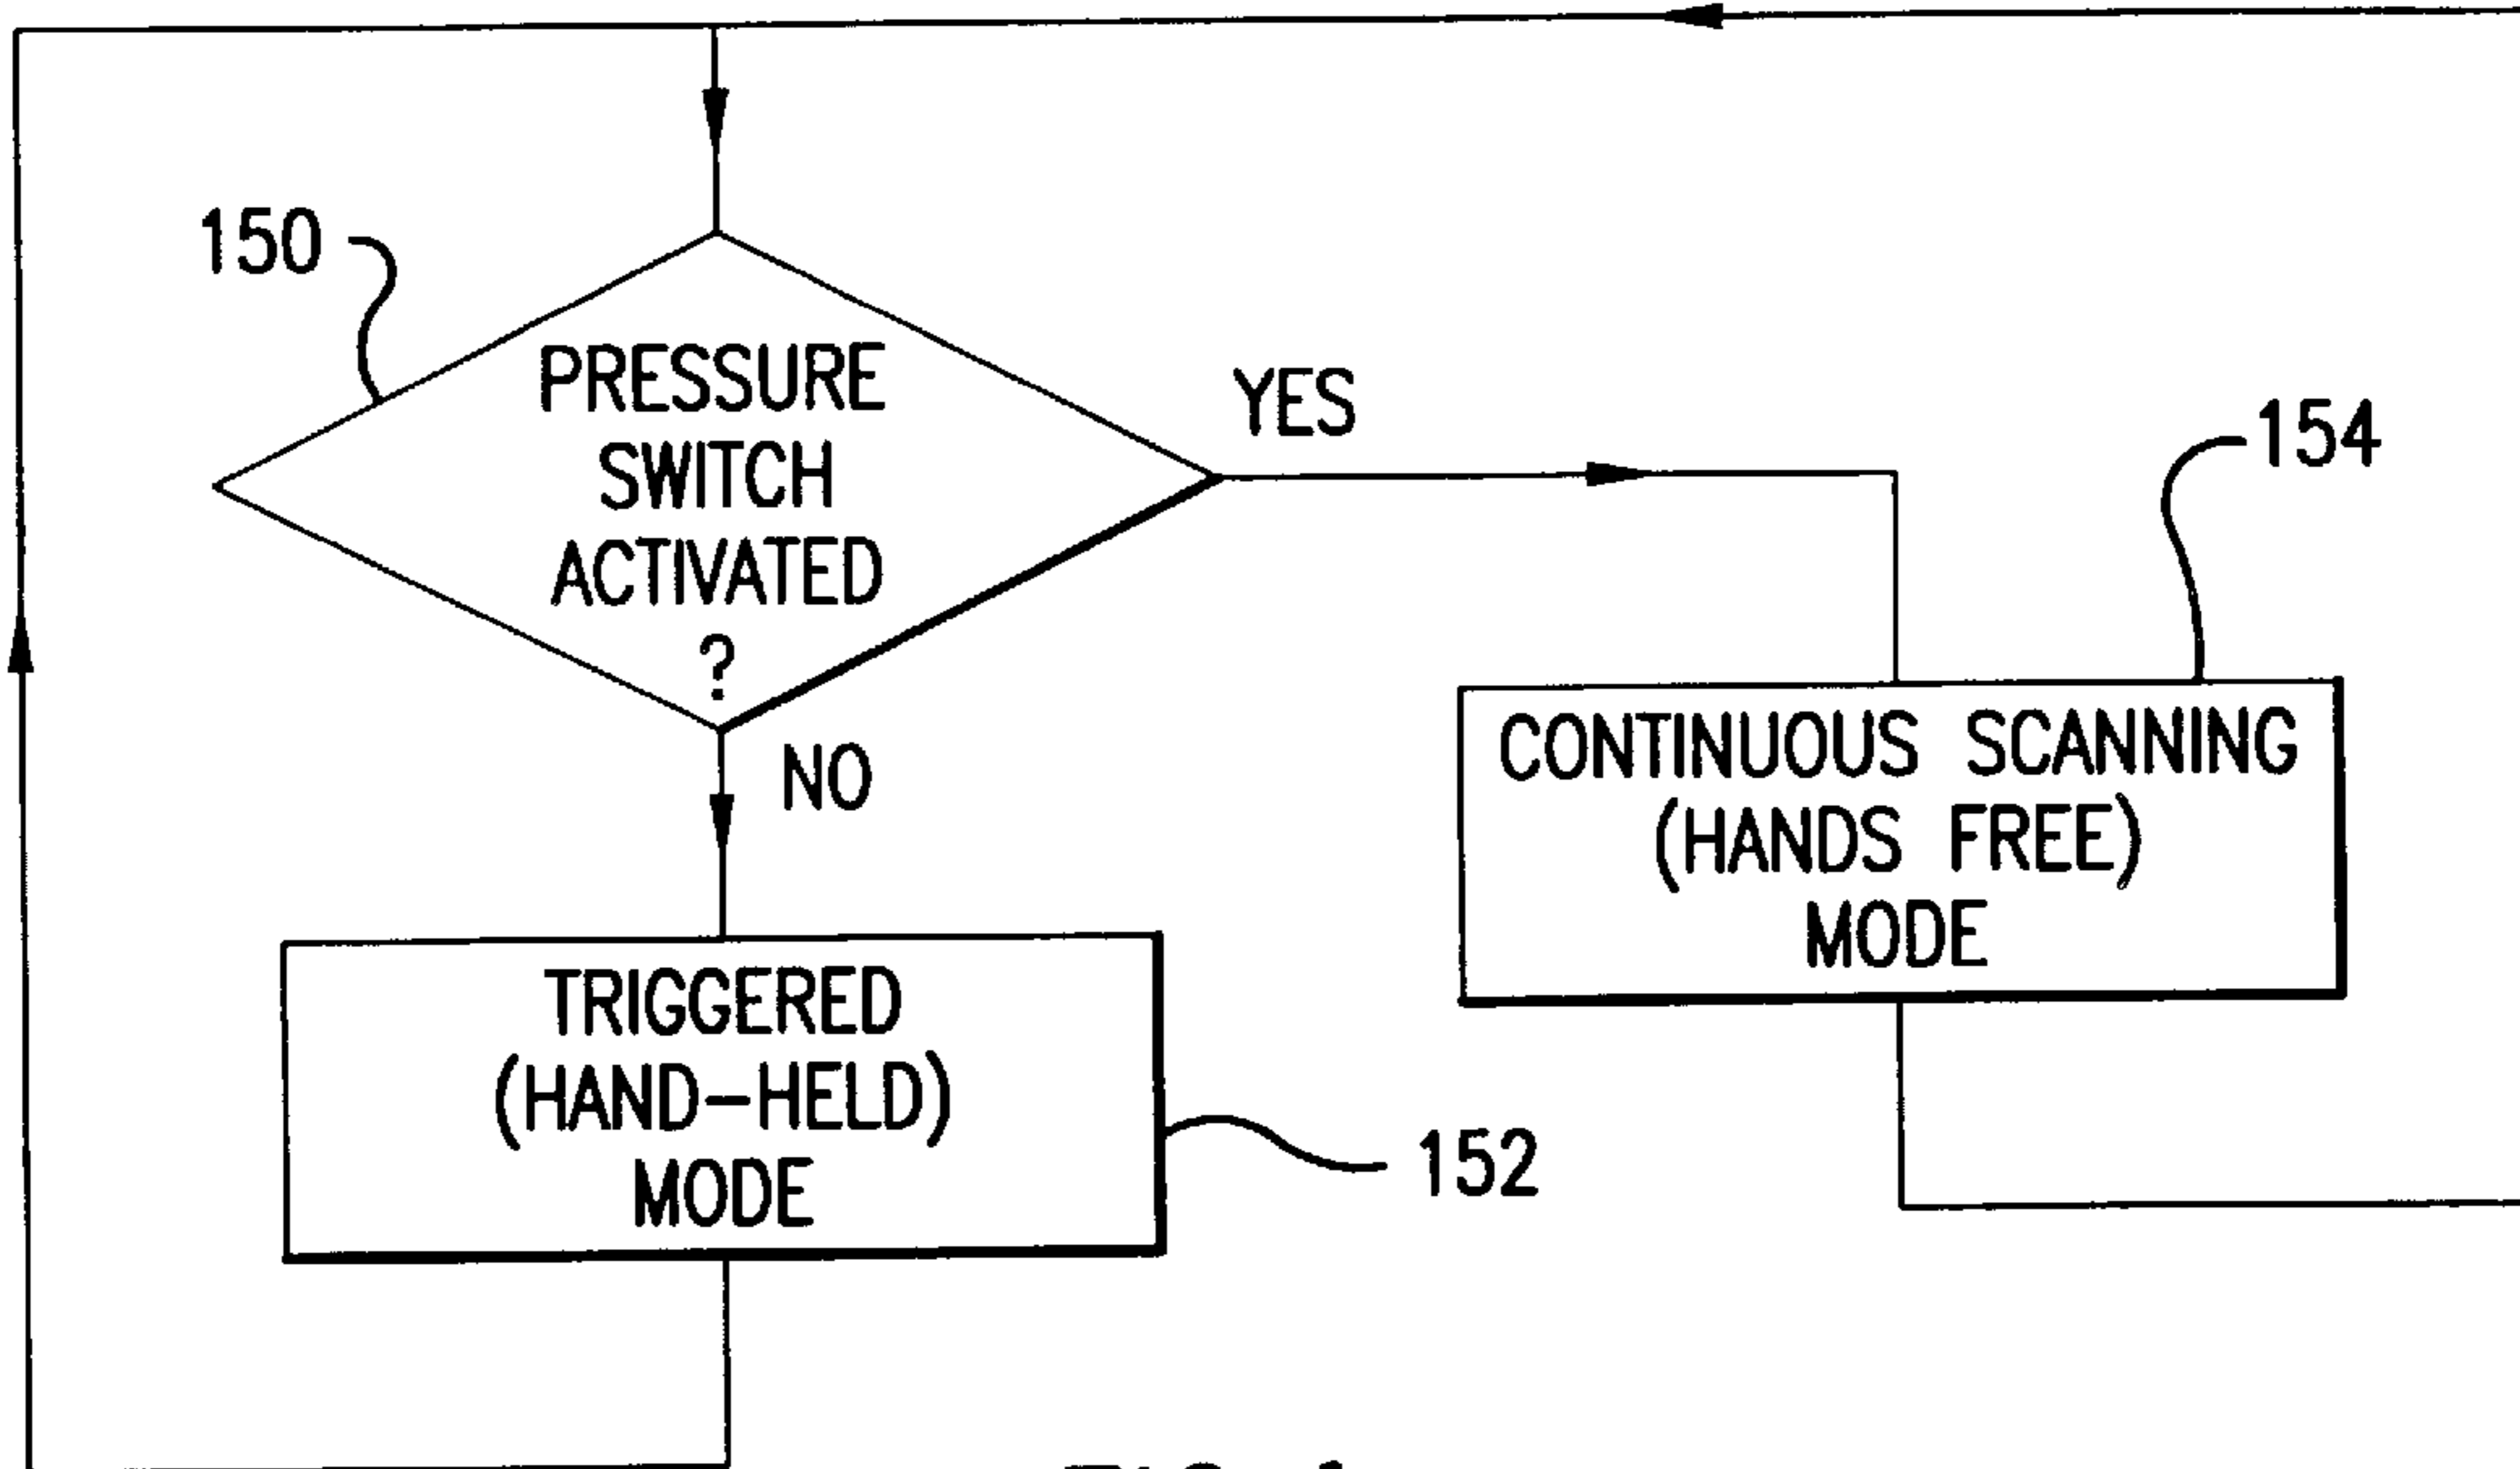 150
PRESSURE
SWITCH
ACTIVATED
?
YES
NO
154
CONTINUOUS SCANNING
(HANDS FREE)
MODE
TRIGGERED
(HAND-HELD)
MODE
152